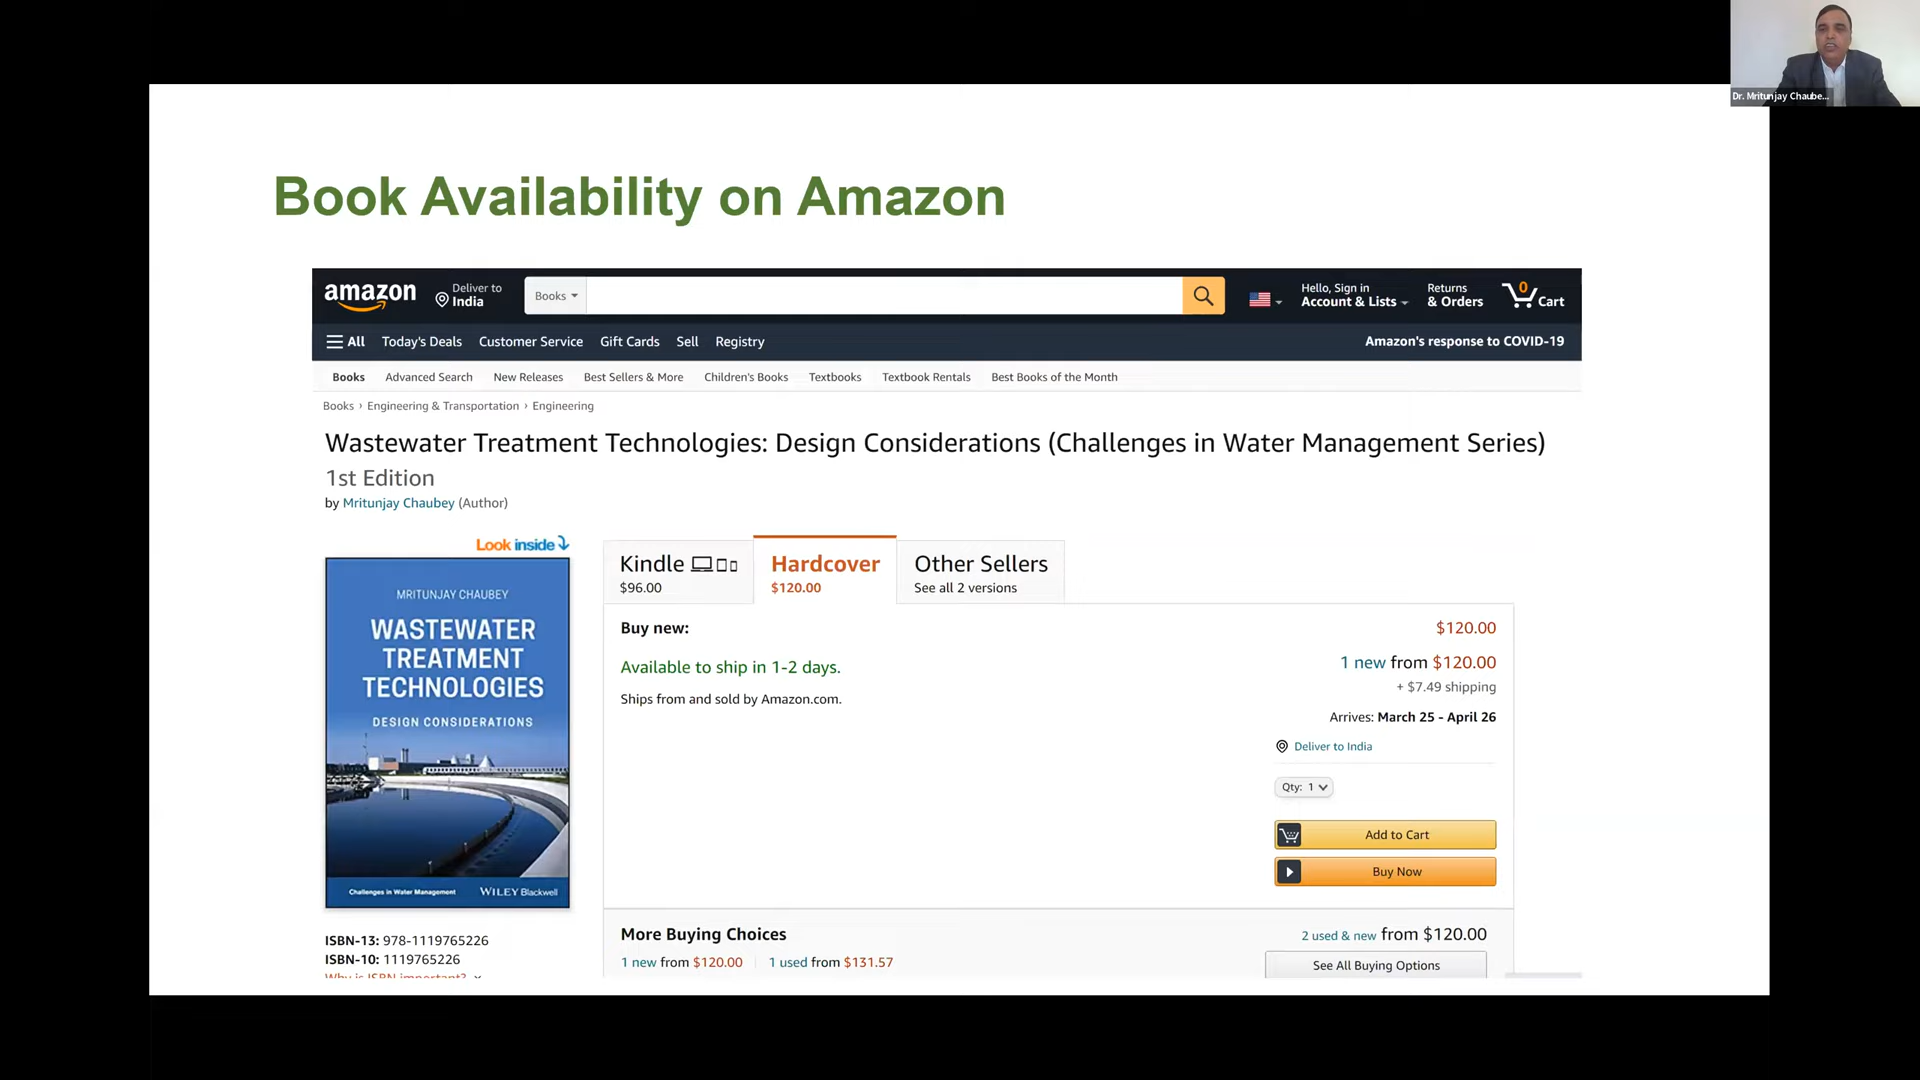 Dr. Mritunjay Chaube...
Book Availability on Amazon
amazon
Deliver to
India
Books
Hello, Sign in
Account & Lists
Returns
& Orders
0
Cart
All Today's Deals Customer Service Gift Cards Sell Registry
Amazon's response to COVID-19
Books Advanced Search New Releases Best Sellers & More Children's Books Textbooks Textbook Rentals Best Books of the Month
Books › Engineering & Transportation › Engineering
Wastewater Treatment Technologies: Design Considerations (Challenges in Water Management Series)
1st Edition
by Mritunjay Chaubey (Author)
Look inside
MRITUNJAY CHAUBEY
WASTEWATER
TREATMENT
TECHNOLOGIES
DESIGN CONSIDERATIONS
Challenges in Water Management WILEY Blackwell
ISBN-13: 978-1119765226
ISBN-10: 1119765226
Why is ISBN important?
Kindle
$96.00
Hardcover
$120.00
Other Sellers
See all 2 versions
Buy new:
$120.00
Available to ship in 1-2 days.
1 new from $120.00
+ $7.49 shipping
Ships from and sold by Amazon.com.
Arrives: March 25 - April 26
Deliver to India
Qty: 1
Add to Cart
Buy Now
More Buying Choices
2 used & new from $120.00
1 new from $120.00 1 used from $131.57
See All Buying Options